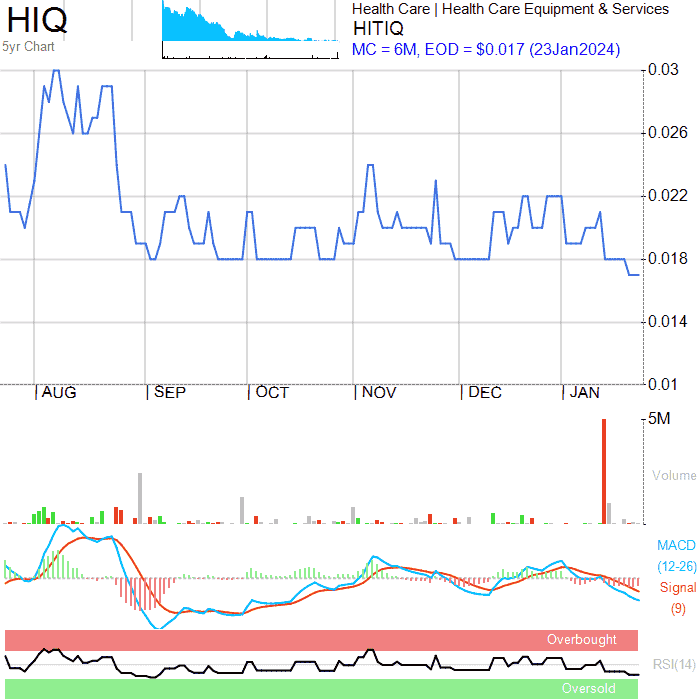 HIQ
5yr Chart
Health Care | Health Care Equipment & Services
HITIQ
MC = 6M, EOD = $0.017 (23Jan2024)
0.03
0.026
0.022
0.018
0.014
0.01
AUG
SEP
OCT
NOV
DEC
JAN
5M
Volume
MACD
(12-26)
Signal
(9)
Overbought
RSI(14)
Oversold